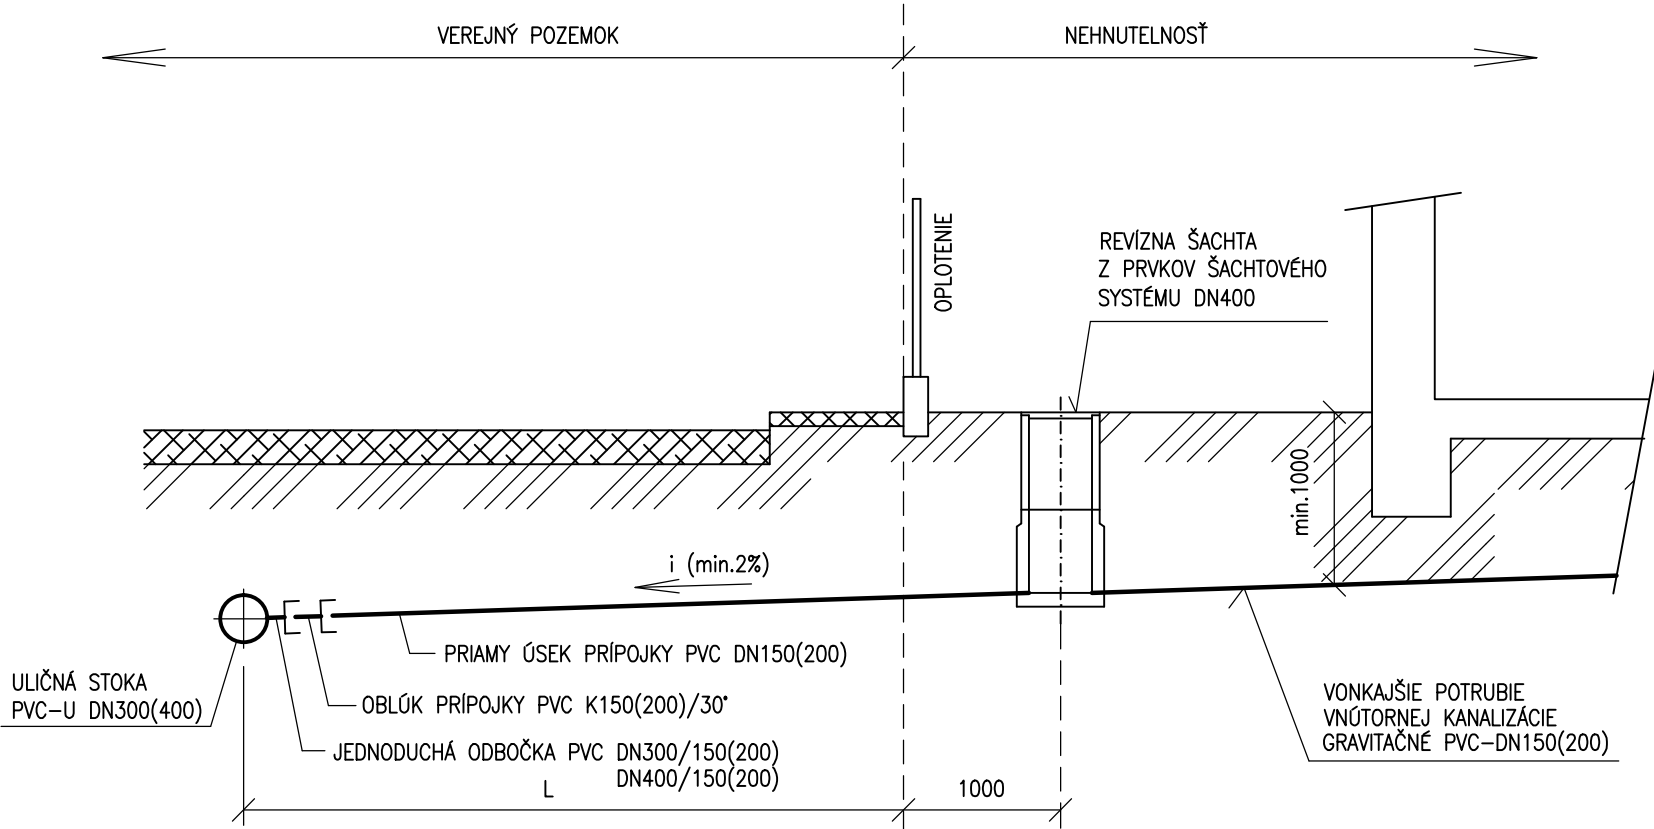 VEREJNÝ POZEMOK
NEHNUTELNOSŤ
OPLOTENIE
REVÍZNA ŠACHTA
Z PRVKOV ŠACHTOVÉHO
SYSTÉMU DN400
min.1000
i (min.2%)
PRIAMY ÚSEK PRÍPOJKY PVC DN150(200)
ULIČNÁ STOKA
PVC-U DN300(400)
OBLÚK PRÍPOJKY PVC K150(200)/30°
JEDNODUCHÁ ODBOČKA PVC DN300/150(200)
DN400/150(200)
VONKAJŠIE POTRUBIE
VNÚTORNEJ KANALIZÁCIE
GRAVITAČNÉ PVC-DN150(200)
L
1000